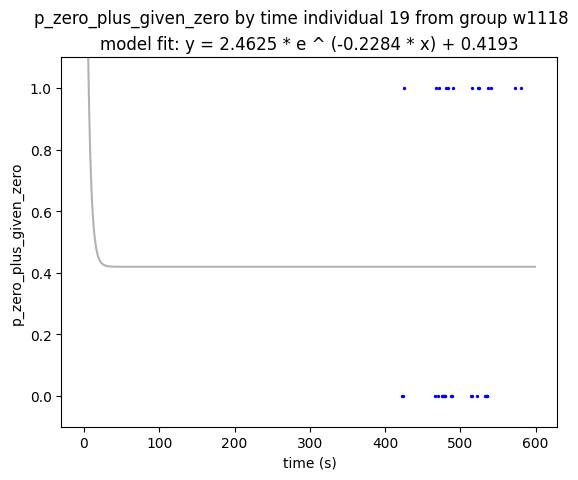 p_zero_plus_given_zero by time individual 19 from group w1118
model fit: y = 2.4625 * e ^ (-0.2284 * x) + 0.4193
1.0
0.8
0.6
0.4
0.2
0.0
p_zero_plus_given_zero
0 100 200 300 400 500 600
time (s)